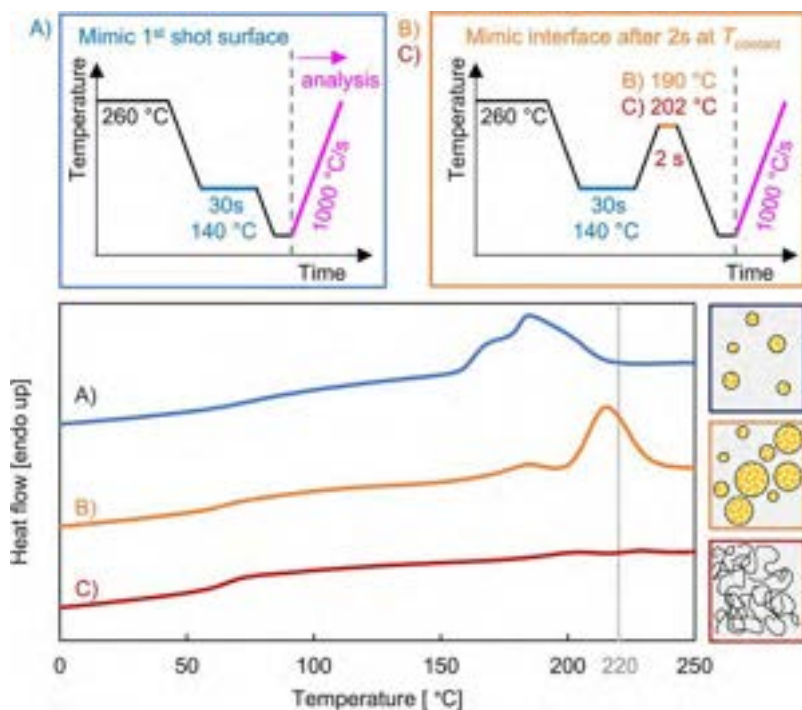 A)
Mimic 1st shot surface
analysis
Temperature
260 °C
30s
140 °C
1000 °C/s
Time
B)
C)
Mimic interface after 2s at Tcontact
B) 190 °C
C) 202 °C
Temperature
260 °C
2 s
30s
140 °C
1000 °C/s
Time
Heat flow [endo up]
A)
B)
C)
0
50
100
150
200
220
250
Temperature [ °C]